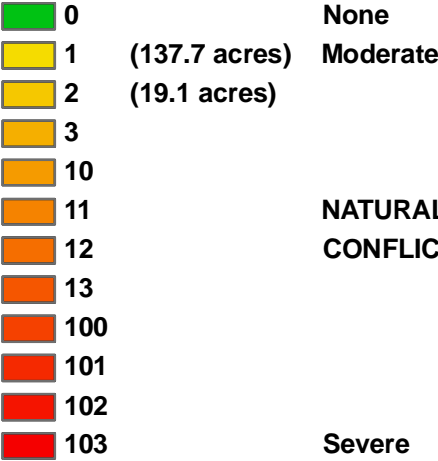 0 None
1 (137.7 acres) Moderate
2 (19.1 acres)
3
10
11 NATURAL
12 CONFLIC
13
100
101
102
103 Severe